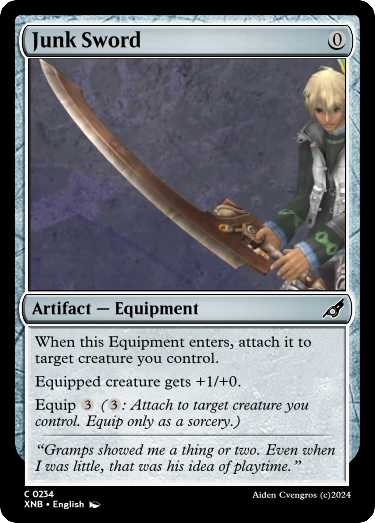 Junk Sword 0
Artifact — Equipment
When this Equipment enters, attach it to
target creature you control.
Equipped creature gets +1/+0.
Equip 3 (3: Attach to target creature you
control. Equip only as a sorcery.)
“Gramps showed me a thing or two. Even when
I was little, that was his idea of playtime.”
C 0234
XNB • English
Aiden Cvengros (c)2024